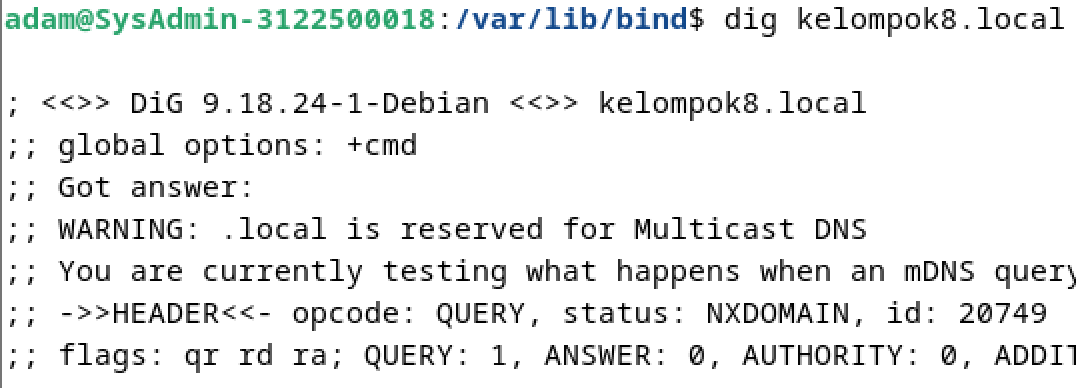 adam@SysAdmin-3122500018:/var/lib/bind$ dig kelompok8.local
; <<>> DiG 9.18.24-1-Debian <<>> kelompok8.local
;; global options: +cmd
;; Got answer:
;; WARNING: .local is reserved for Multicast DNS
;; You are currently testing what happens when an mDNS query
;; ->>HEADER<<- opcode: QUERY, status: NXDOMAIN, id: 20749
;; flags: qr rd ra; QUERY: 1, ANSWER: 0, AUTHORITY: 0, ADDIT